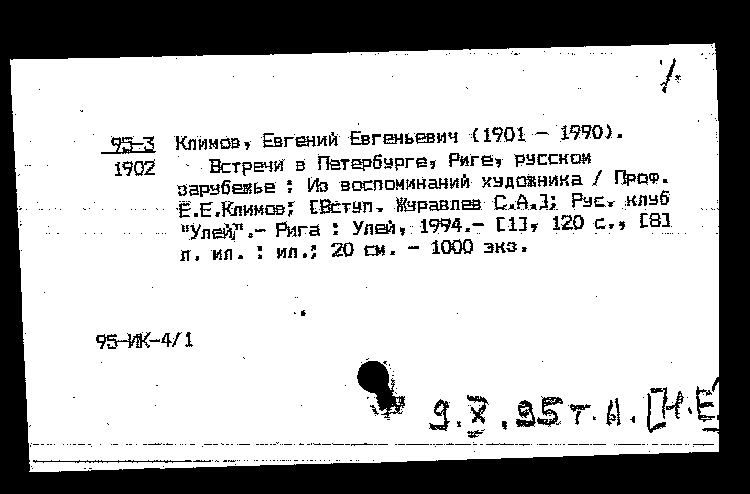 95-3 Климов, Евгений Евгеньевич (1901 - 1990).
1902 Встречи в Петербурге, Риге, русском
зарубежье : Из воспоминаний художника / Проф.
Е.Е.Климов; [Вступ. Журавлев С.А.]; Рус. клуб
"Улей".- Рига : Улей, 1994.- [1], 120 с., [8]
л. ил. : ил.; 20 см. - 1000 экз.
95-ИК-4/1
9.X.95 г. А. [Н.Е